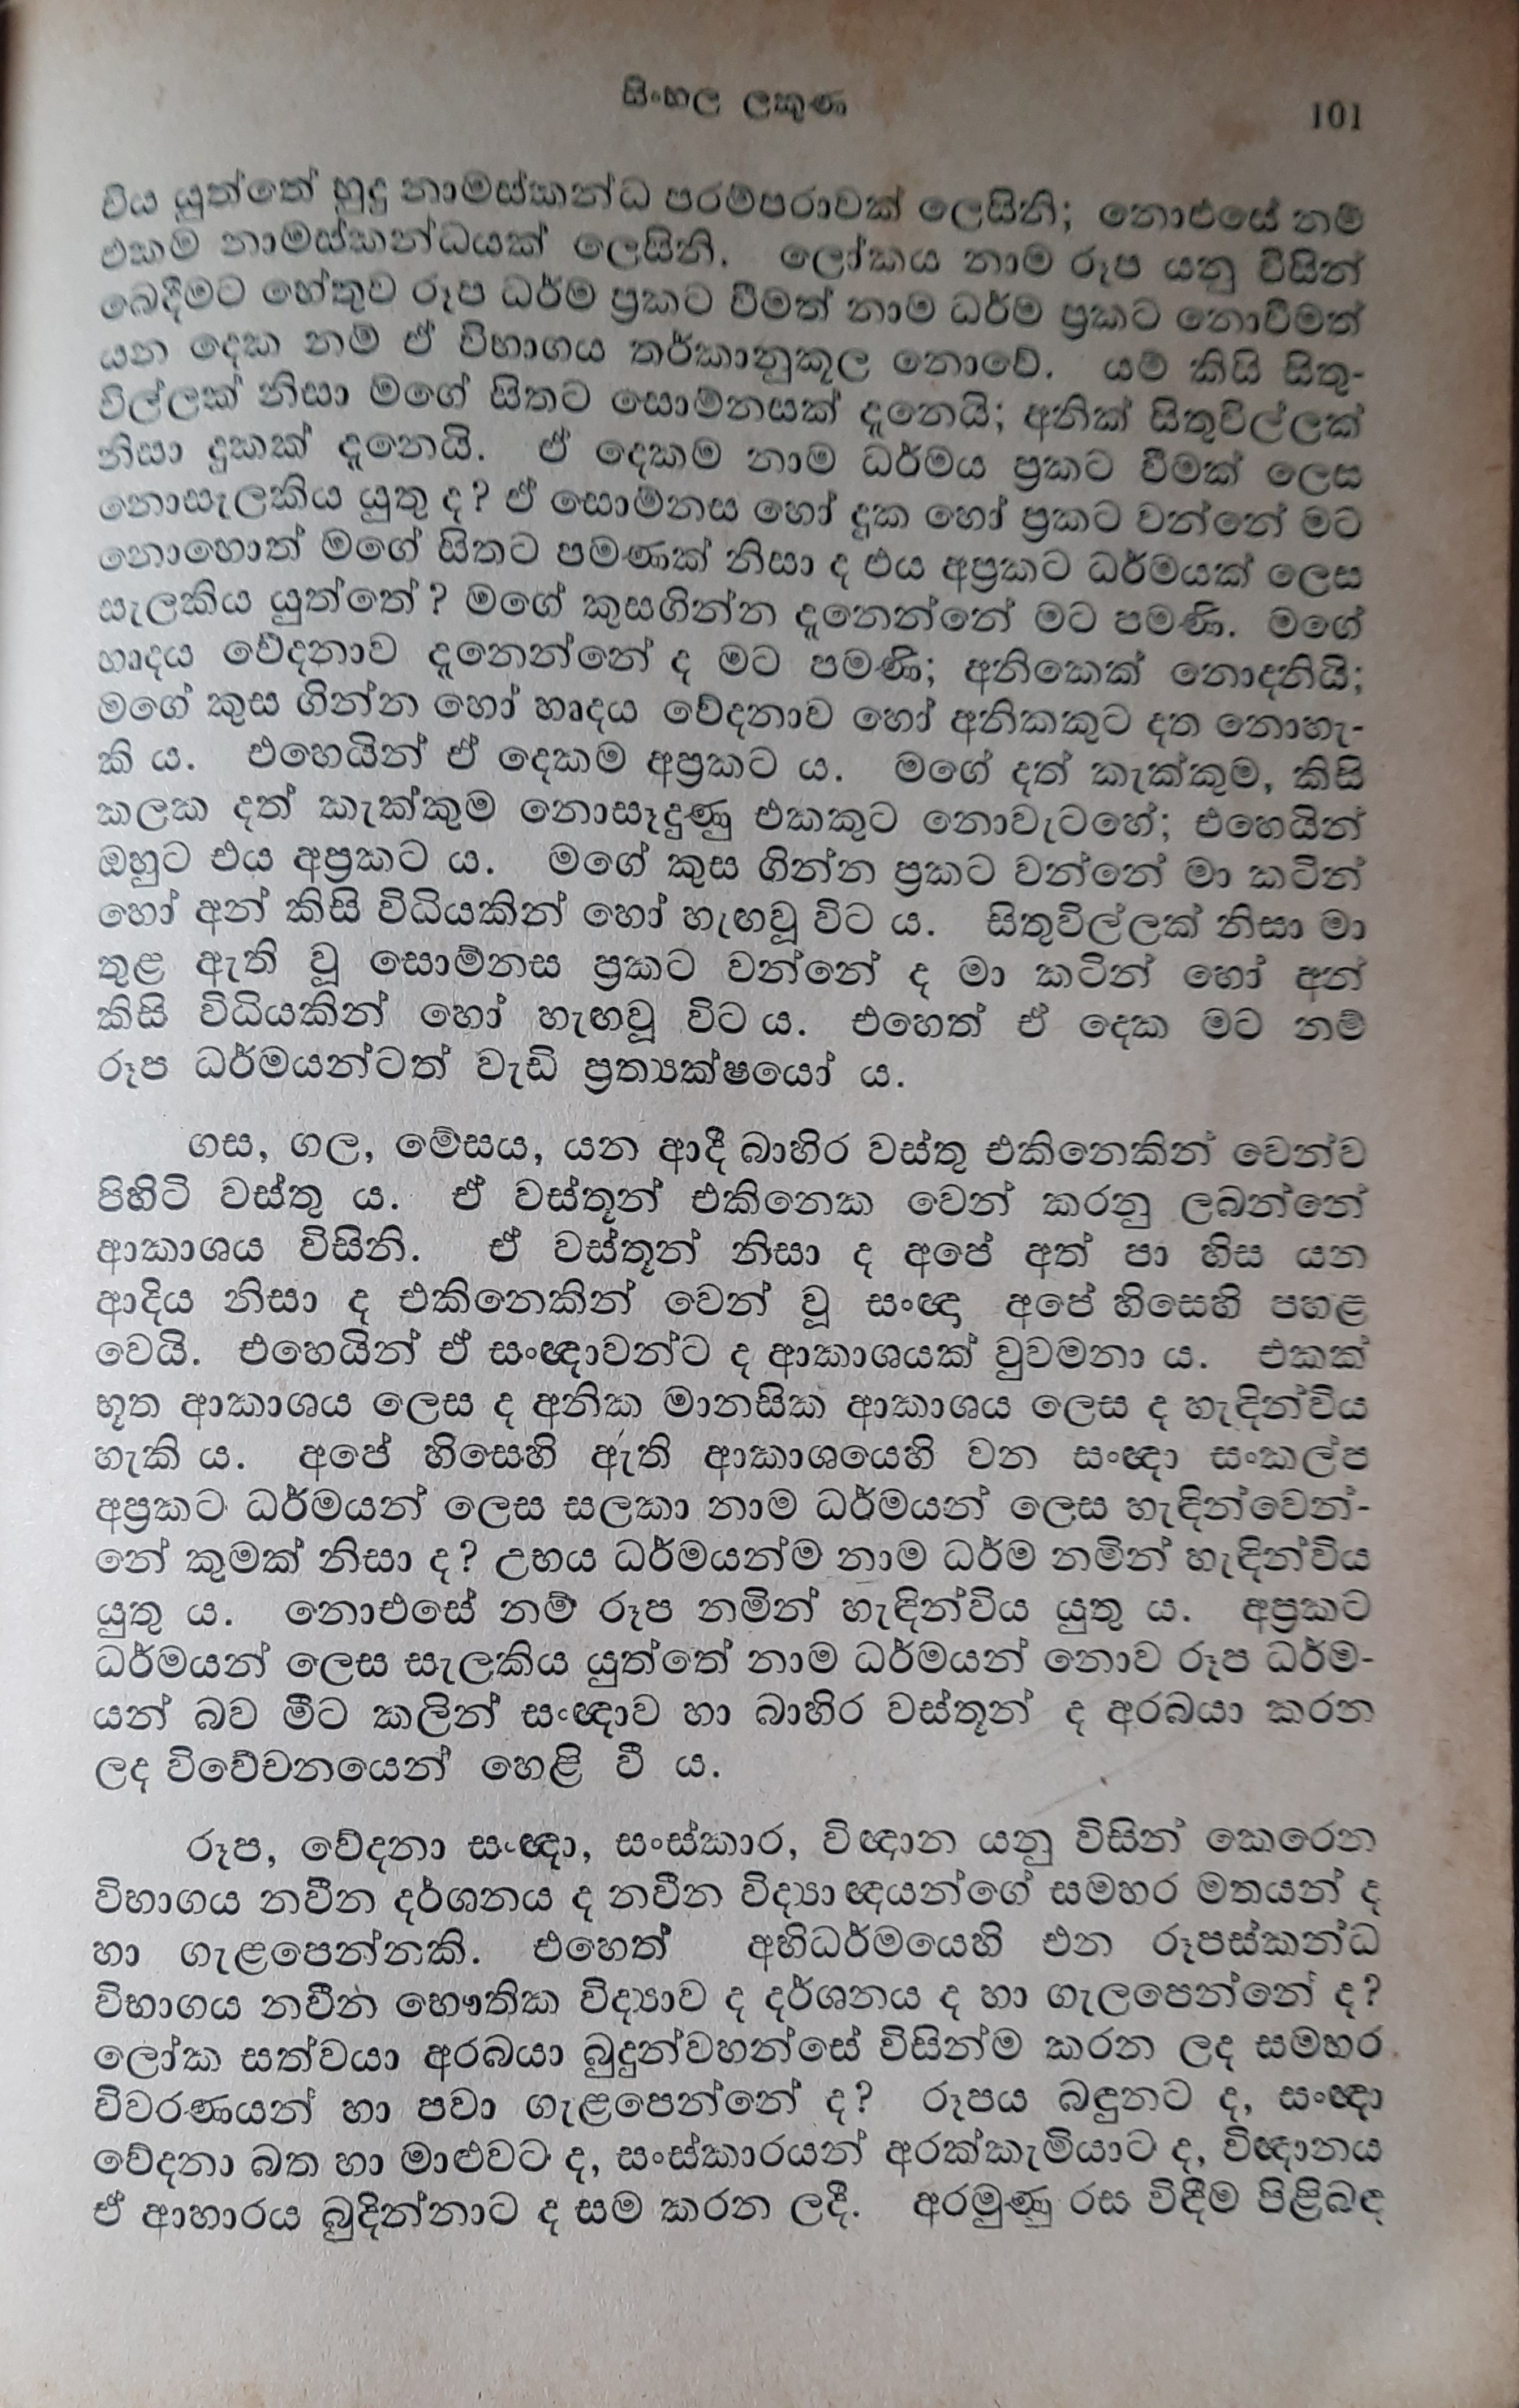 සිංහල ලකුණ
101
විය යුත්තේ හුදු නාමස්කන්ධ පරම්පරාවක් ලෙසිනි; නොඑසේ නම්
එකම නාමස්කන්ධයක් ලෙසිනි. ලෝකය නාම රූප යනු විසින්
බෙදීමට හේතුව රූප ධර්ම ප්‍රකට වීමත් නාම ධර්ම ප්‍රකට නොවීමත්
යන දෙක නම් ඒ විභාගය තර්කානුකූල නොවේ. යම් කිසි සිතු-
විල්ලක් නිසා මගේ සිතට සොම්නසක් දැනෙයි; අනික් සිතුවිල්ලක්
නිසා දුකක් දැනෙයි. ඒ දෙකම නාම ධර්මය ප්‍රකට වීමක් ලෙස
නොසැලකිය යුතු ද? ඒ සොම්නස හෝ දුක හෝ ප්‍රකට වන්නේ මට
නොහොත් මගේ සිතට පමණක් නිසා ද එය අප්‍රකට ධර්මයක් ලෙස
සැලකිය යුත්තේ? මගේ කුසගින්න දැනෙන්නේ මට පමණි. මගේ
හෘදය වේදනාව දැනෙන්නේ ද මට පමණි; අනිකෙක් නොදනියි;
මගේ කුස ගින්න හෝ හෘදය වේදනාව හෝ අනිකකුට දත නොහැ-
කි ය. එහෙයින් ඒ දෙකම අප්‍රකට ය. මගේ දත් කැක්කුම, කිසි
කලක දත් කැක්කුම නොසෑදුණු එකකුට නොවැටහේ; එහෙයින්
ඔහුට එය අප්‍රකට ය. මගේ කුස ගින්න ප්‍රකට වන්නේ මා කටින්
හෝ අන් කිසි විධියකින් හෝ හැඟවූ විට ය. සිතුවිල්ලක් නිසා මා
තුළ ඇති වූ සොම්නස ප්‍රකට වන්නේ ද මා කටින් හෝ අන්
කිසි විධියකින් හෝ හැඟවූ විට ය. එහෙත් ඒ දෙක මට නම්
රූප ධර්මයන්ටත් වැඩි ප්‍රත්‍යක්ෂයෝ ය.
ගස, ගල, මේසය, යන ආදී බාහිර වස්තු එකිනෙකින් වෙන්ව
පිහිටි වස්තු ය. ඒ වස්තූන් එකිනෙක වෙන් කරනු ලබන්නේ
ආකාශය විසිනි. ඒ වස්තූන් නිසා ද අපේ අත් පා හිස යන
ආදිය නිසා ද එකිනෙකින් වෙන් වූ සංඥා අපේ හිසෙහි පහළ
වෙයි. එහෙයින් ඒ සංඥාවන්ට ද ආකාශයක් වුවමනා ය. එකක්
භූත ආකාශය ලෙස ද අනික මානසික ආකාශය ලෙස ද හැඳින්විය
හැකි ය. අපේ හිසෙහි ඇති ආකාශයෙහි වන සංඥා සංකල්ප
අප්‍රකට ධර්මයන් ලෙස සලකා නාම ධර්මයන් ලෙස හැඳින්වෙන්-
නේ කුමක් නිසා ද? උභය ධර්මයන්ම නාම ධර්ම නමින් හැඳින්විය
යුතු ය. නොඑසේ නම් රූප නමින් හැඳින්විය යුතු ය. අප්‍රකට
ධර්මයන් ලෙස සැලකිය යුත්තේ නාම ධර්මයන් නොව රූප ධර්ම-
යන් බව මීට කලින් සංඥාව හා බාහිර වස්තූන් ද අරබයා කරන
ලද විවේචනයෙන් හෙළි වී ය.
රූප, වේදනා සංඥා, සංස්කාර, විඥාන යනු විසින් කෙරෙන
විභාගය නවීන දර්ශනය ද නවීන විද්‍යාඥයන්ගේ සමහර මතයන් ද
හා ගැළපෙන්නකි. එහෙත් අභිධර්මයෙහි එන රූපස්කන්ධ
විභාගය නවීන භෞතික විද්‍යාව ද දර්ශනය ද හා ගැලපෙන්නේ ද?
ලෝක සත්වයා අරබයා බුදුන්වහන්සේ විසින්ම කරන ලද සමහර
විවරණයන් හා පවා ගැළපෙන්නේ ද? රූපය බඳුනට ද, සංඥා
වේදනා බත හා මාළුවට ද, සංස්කාරයන් අරක්කැමියාට ද, විඥානය
ඒ ආහාරය බුදින්නාට ද සම කරන ලදී. අරමුණු රස විඳීම පිළිබඳ